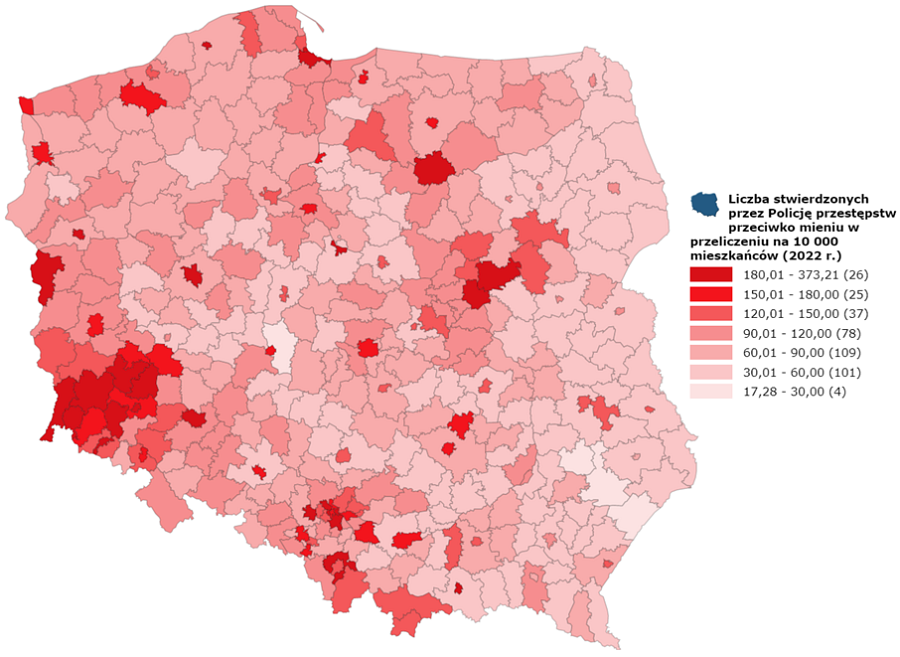 Liczba stwierdzonych
przez Policję przestępstw
przeciwko mieniu w
przeliczeniu na 10 000
mieszkańców (2022 r.)
180,01 - 373,21 (26)
150,01 - 180,00 (25)
120,01 - 150,00 (37)
90,01 - 120,00 (78)
60,01 - 90,00 (109)
30,01 - 60,00 (101)
17,28 - 30,00 (4)